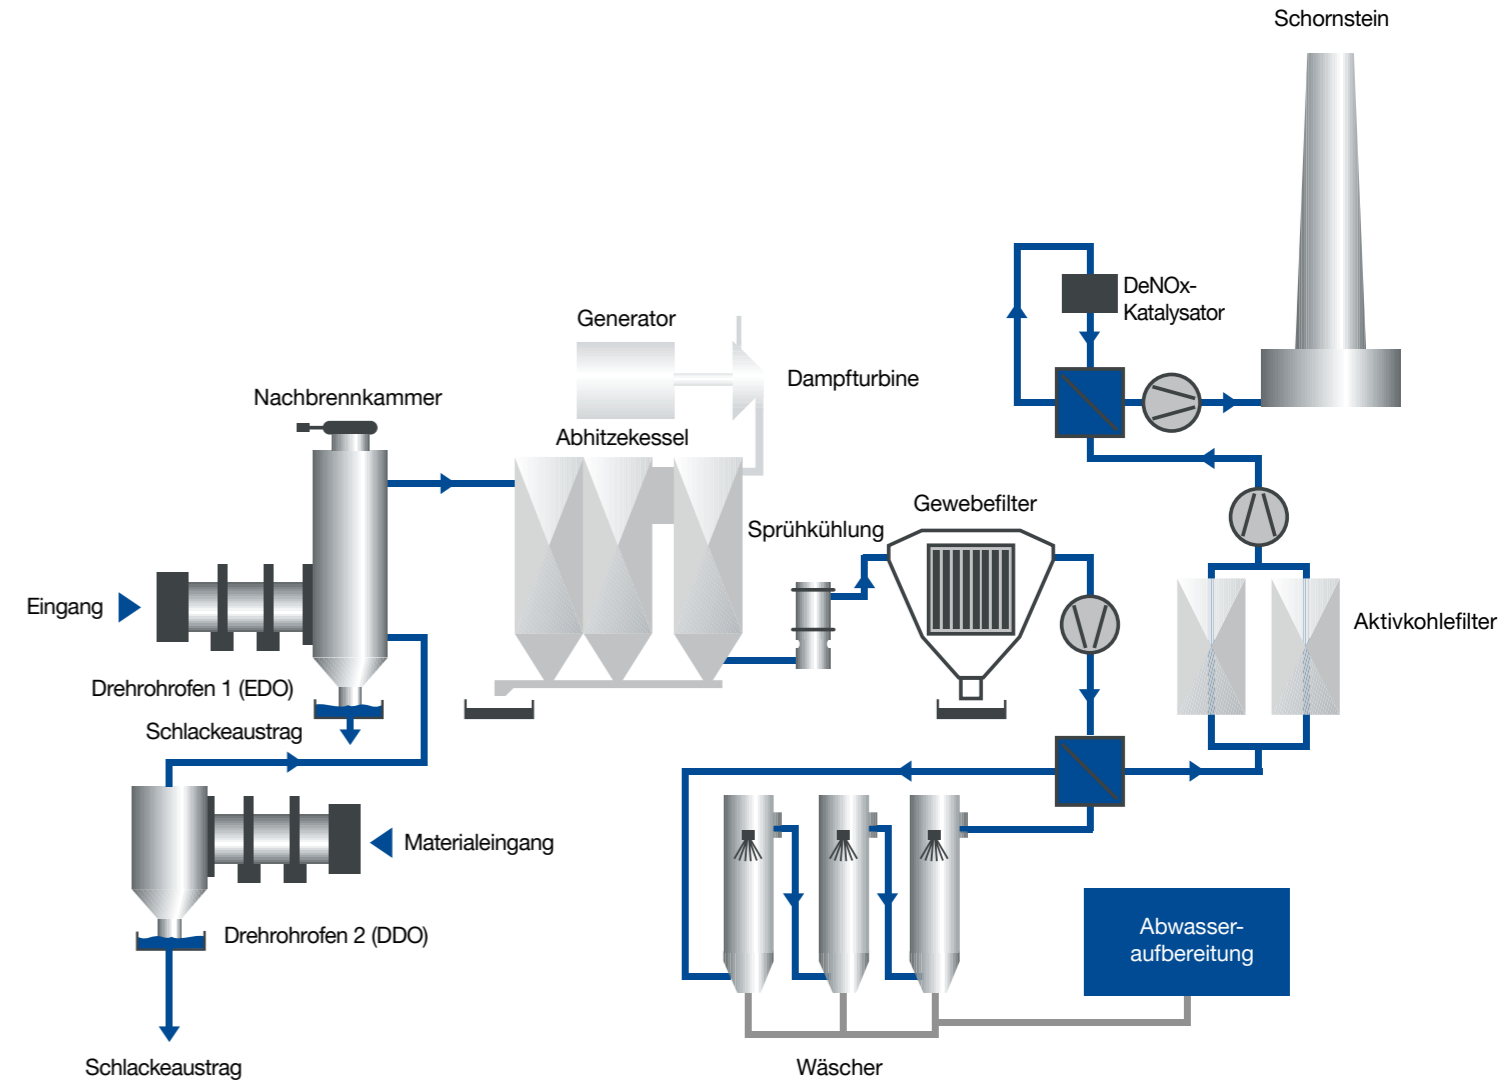 Schornstein
DeNOx-
Katalysator
Generator
Dampfturbine
Nachbrennkammer
Abhitzekessel
Gewebefilter
Sprühkühlung
Eingang
Aktivkohlefilter
Drehrohrofen 1 (EDO)
Schlackeaustrag
Materialeingang
Drehrohrofen 2 (DDO)
Abwasser-
aufbereitung
Schlackeaustrag
Wäscher